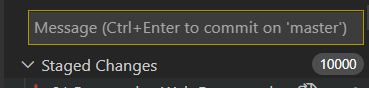 Message (Ctrl+Enter to commit on 'master')
Staged Changes 10000